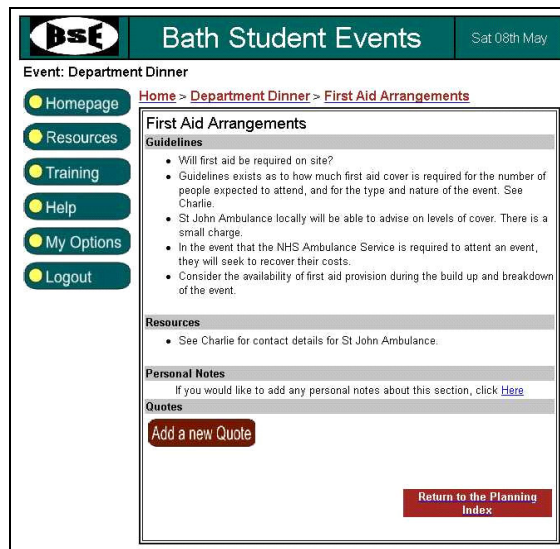 BSE
Bath Student Events
Sat 08th May
Event: Department Dinner
Homepage
Resources
Training
Help
My Options
Logout
Home > Department Dinner > First Aid Arrangements
First Aid Arrangements
Guidelines
• Will first aid be required on site?
• Guidelines exists as to how much first aid cover is required for the number of
people expected to attend, and for the type and nature of the event. See
Charlie.
• St John Ambulance locally will be able to advise on levels of cover. There is a
small charge.
• In the event that the NHS Ambulance Service is required to attent an event,
they will seek to recover their costs.
• Consider the availability of first aid provision during the build up and breakdown
of the event.
Resources
• See Charlie for contact details for St John Ambulance.
Personal Notes
If you would like to add any personal notes about this section, click Here
Quotes
Add a new Quote
Return to the Planning
Index